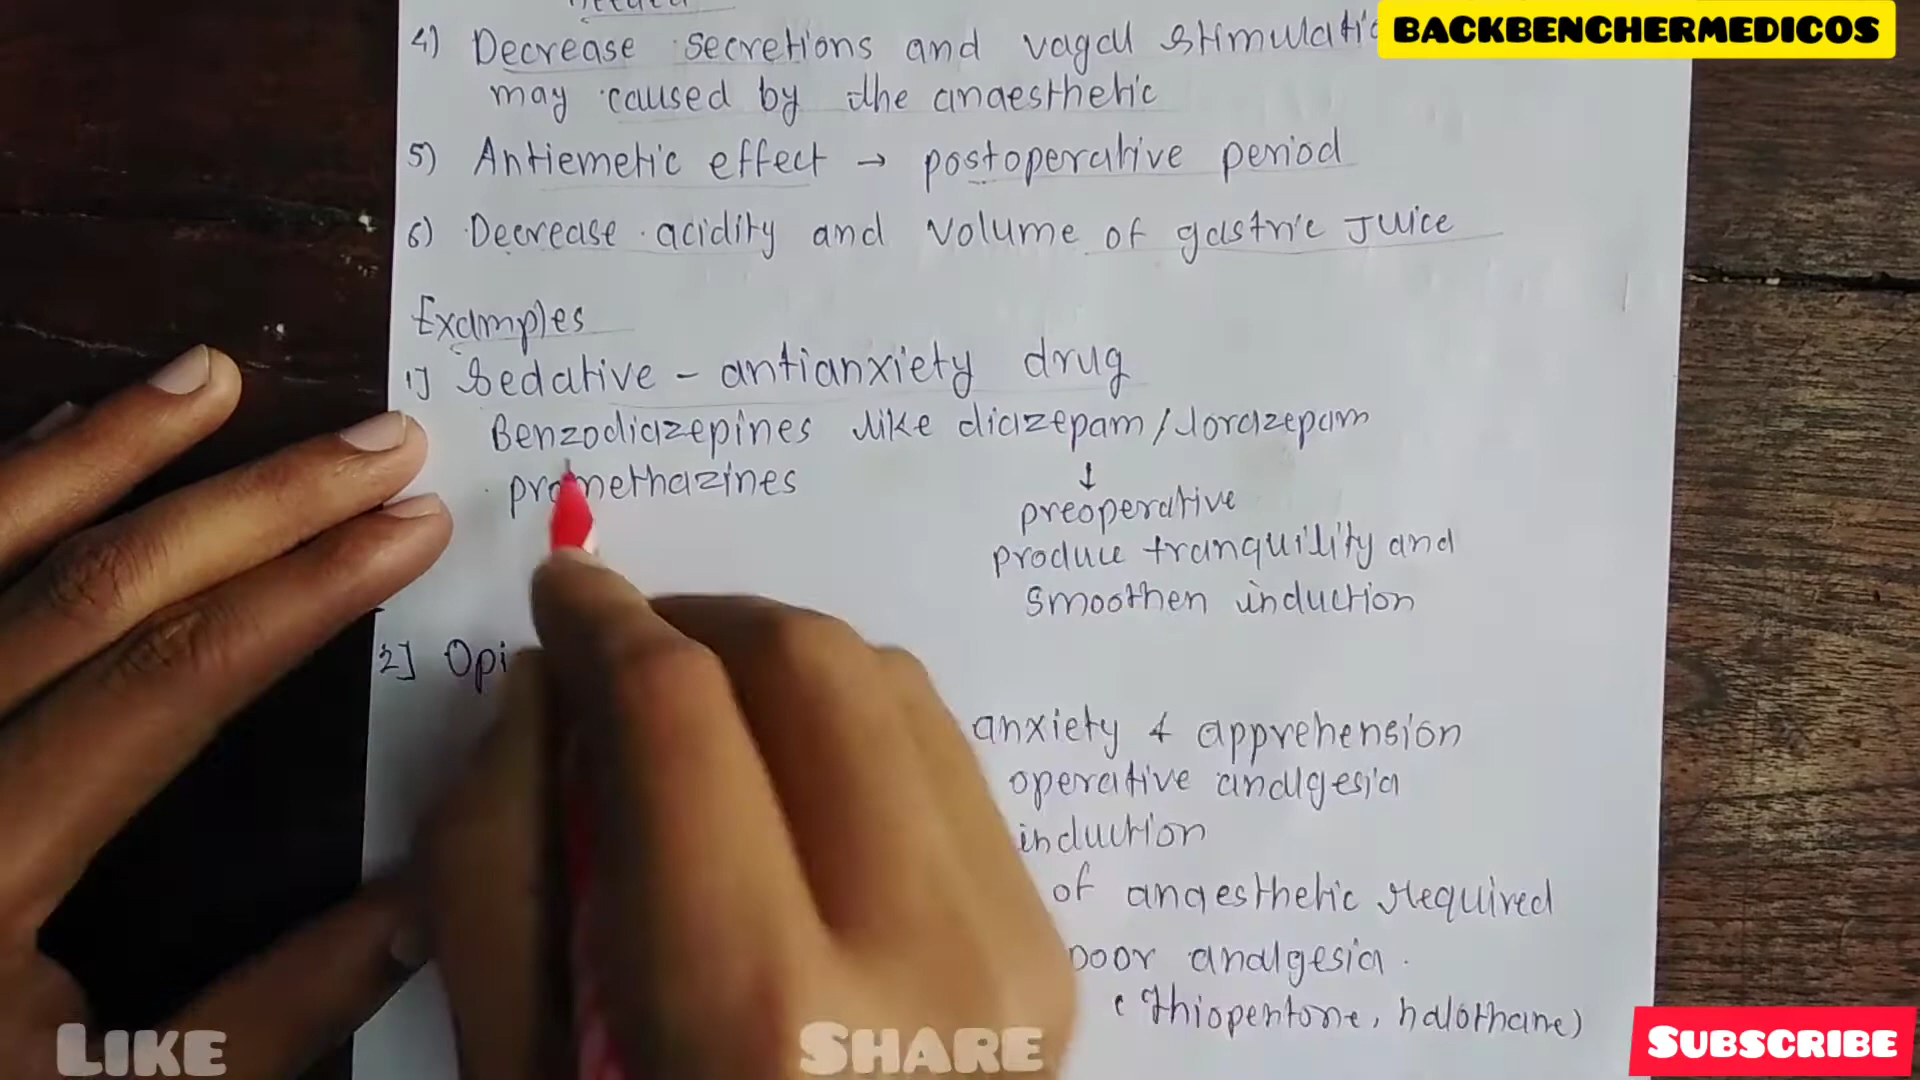 BACKBENCHERMEDICOS
4) Decrease secretions and vagal
may caused by the anaesthetic
5) Antiemetic effect → postoperative period
6) Decrease acidity and volume of gastric Juice
Examples
1] Sedative - antianxiety drug
Benzodiazepines like diazepam/lorazepam
promethazines
↓
preoperative
produce tranquility and
smoothen induction
2]
anxiety & apprehension
operative analgesia
induction
of anaesthetic required
poor analgesia.
(thiopentone, halothane)
LIKE
SHARE
SUBSCRIBE